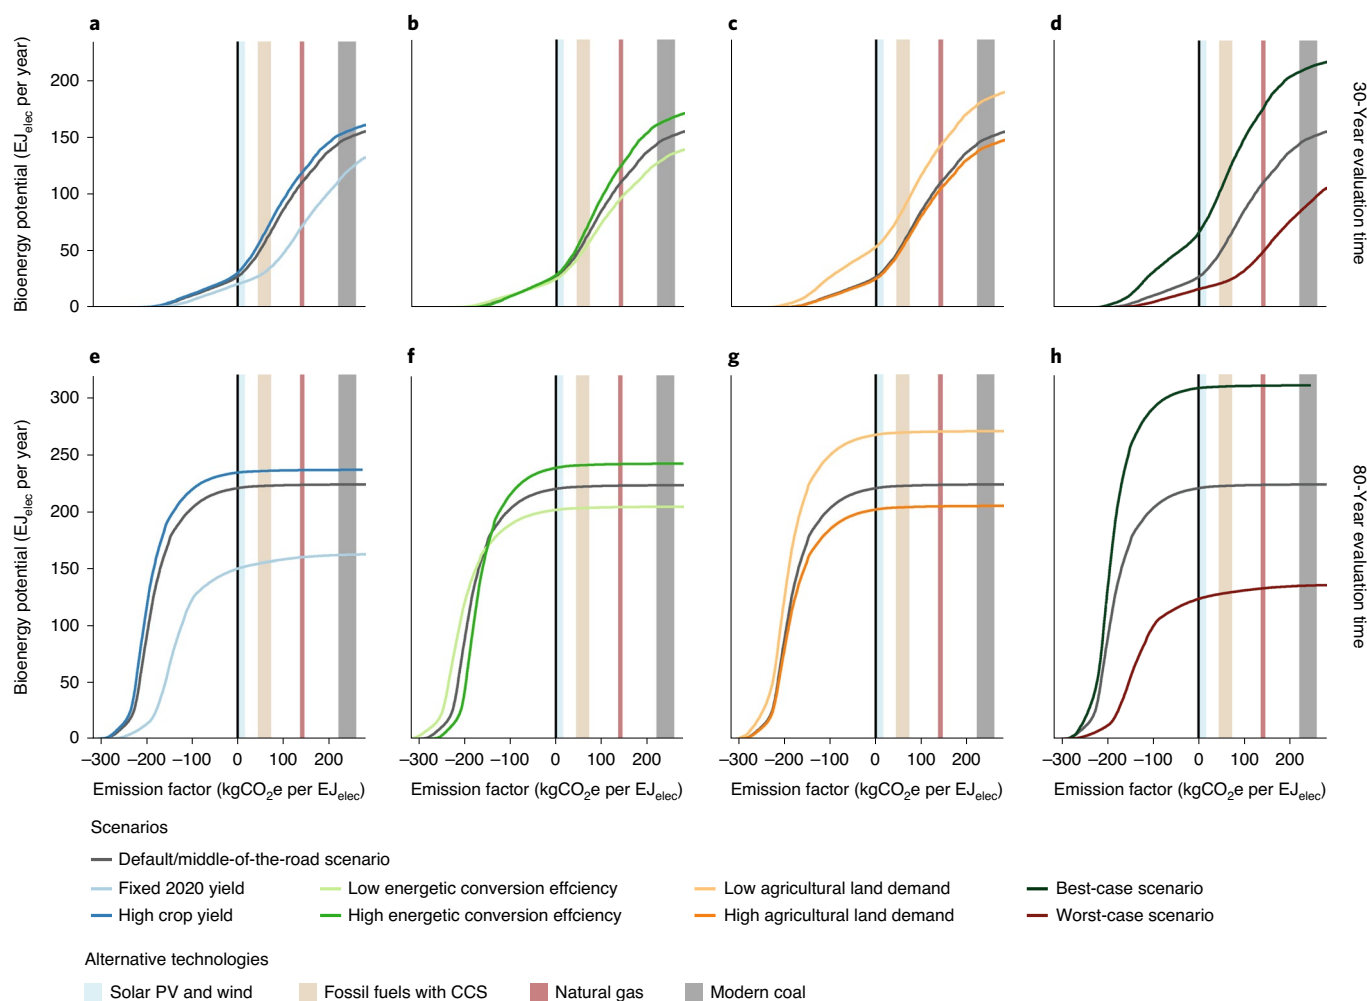 a b c d
Bioenergy potential (EJelec per year)
200
150
100
50
0
30-Year evaluation time
e f g h
Bioenergy potential (EJelec per year)
300
250
200
150
100
50
0
80-Year evaluation time
–300 –200 –100 0 100 200 –300 –200 –100 0 100 200 –300 –200 –100 0 100 200 –300 –200 –100 0 100 200
Emission factor (kgCO2e per EJelec) Emission factor (kgCO2e per EJelec) Emission factor (kgCO2e per EJelec) Emission factor (kgCO2e per EJelec)
Scenarios
Default/middle-of-the-road scenario
Fixed 2020 yield Low energetic conversion effciency Low agricultural land demand Best-case scenario
High crop yield High energetic conversion effciency High agricultural land demand Worst-case scenario
Alternative technologies
Solar PV and wind Fossil fuels with CCS Natural gas Modern coal